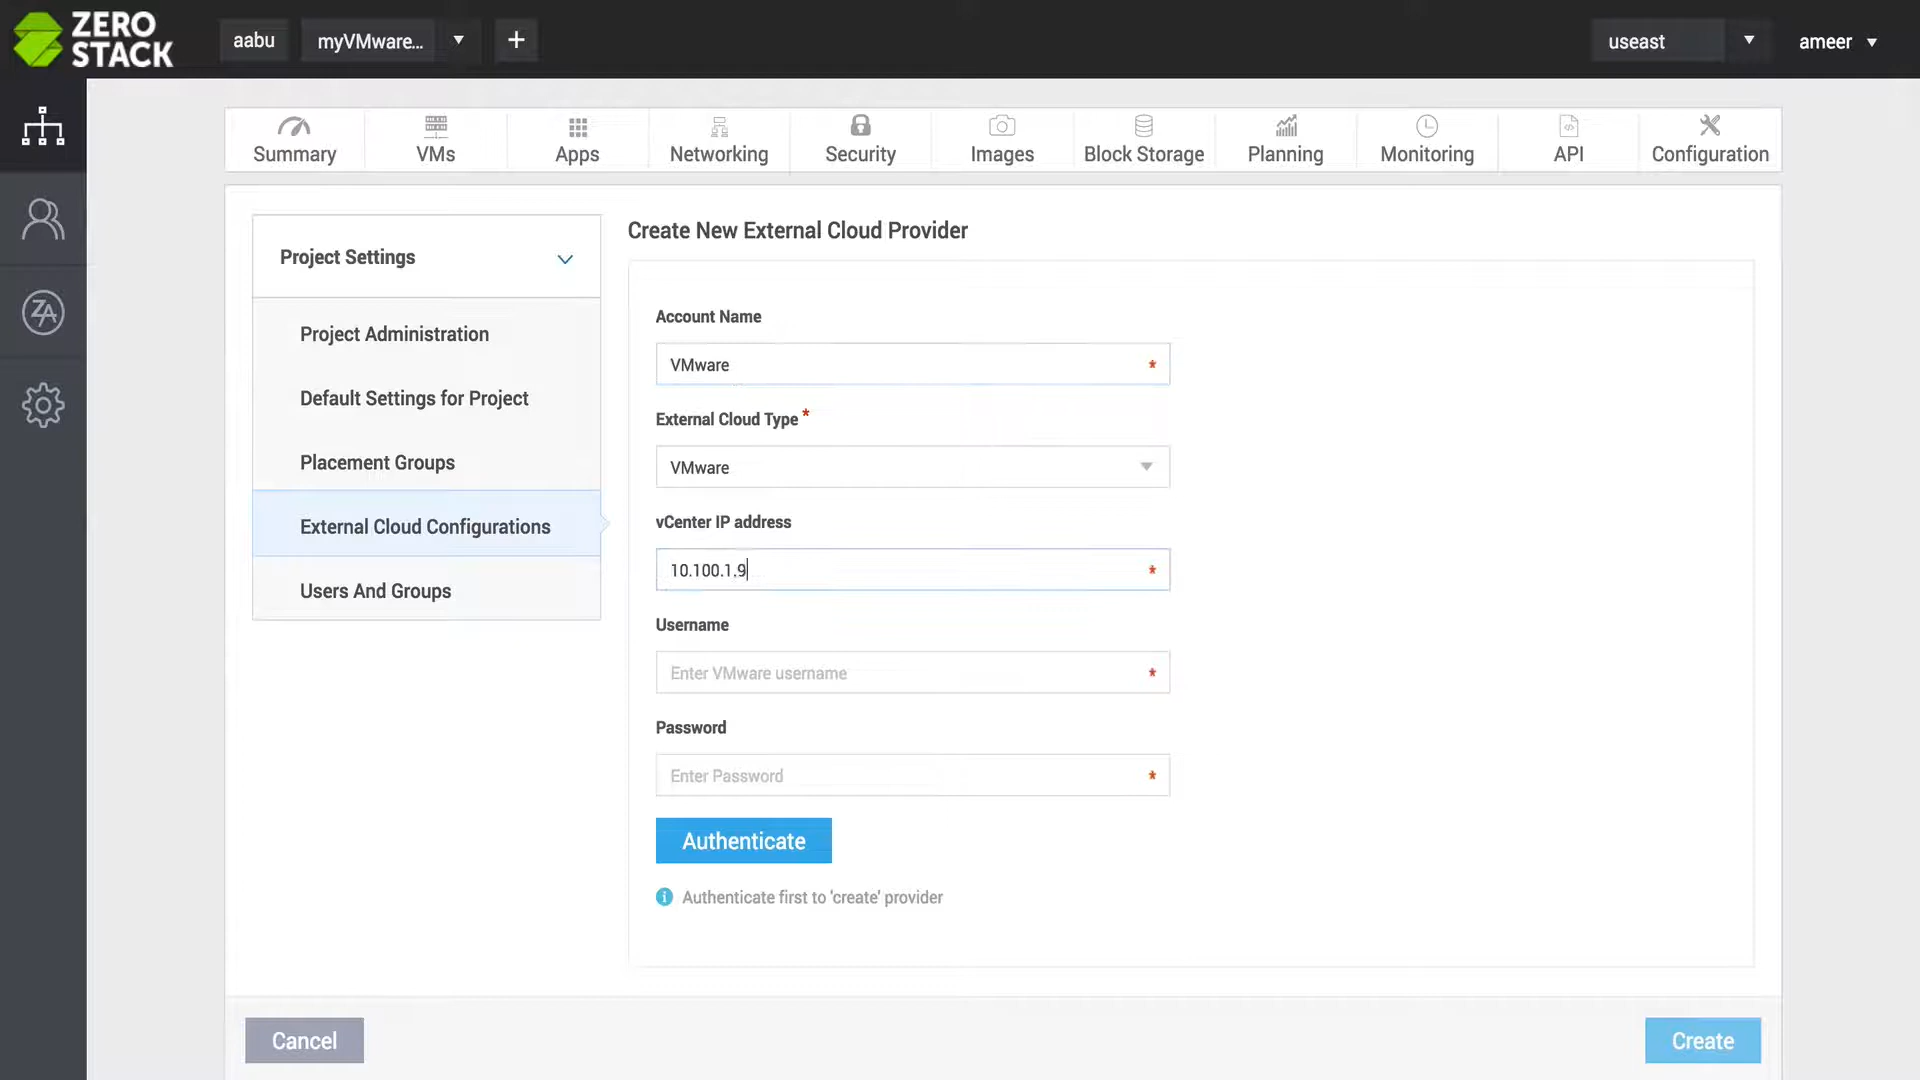 ZERO
STACK
aabu
myVMware...
+
useast
ameer
Summary
VMs
Apps
Networking
Security
Images
Block Storage
Planning
Monitoring
API
Configuration
ZA
Project Settings
Project Administration
Default Settings for Project
Placement Groups
External Cloud Configurations
Users And Groups
Create New External Cloud Provider
Account Name
VMware *
External Cloud Type *
VMware
vCenter IP address
10.100.1.9 *
Username
Enter VMware username *
Password
Enter Password *
Authenticate
Authenticate first to 'create' provider
Cancel
Create